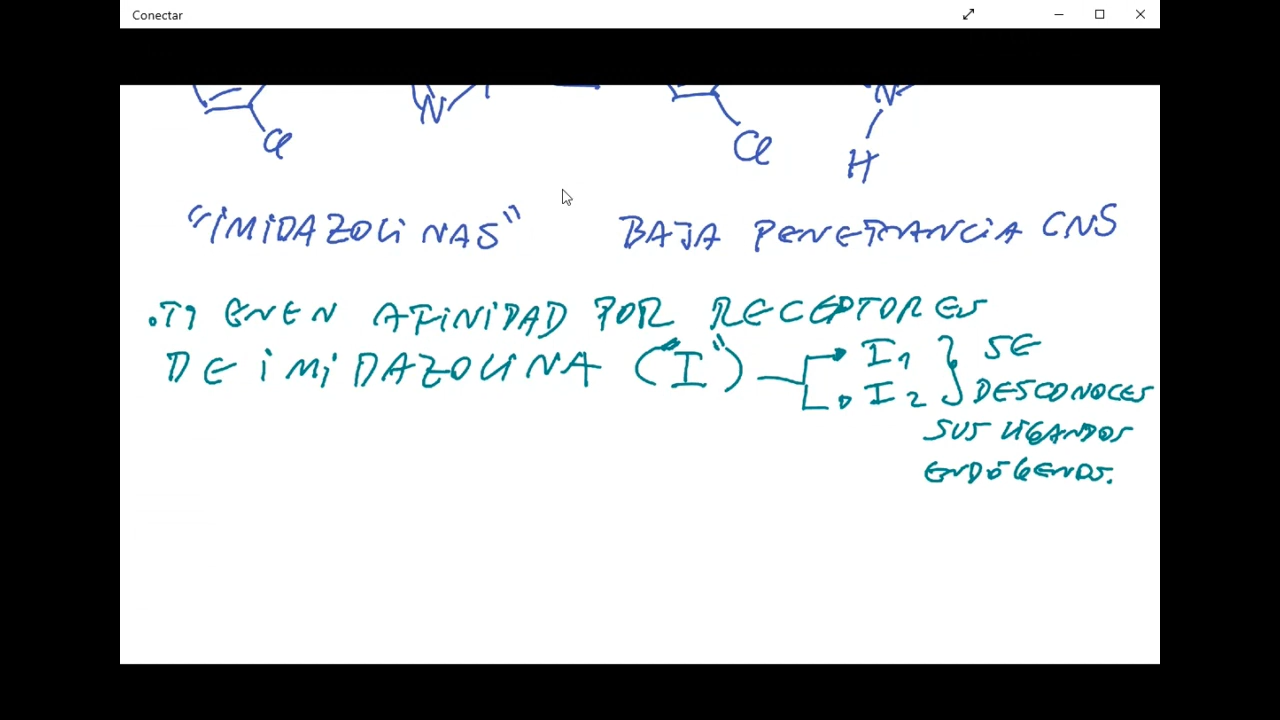 Conectar
Cl N Cl N
H
"IMIDAZOLINAS" BAJA PENETRANCIA CNS
. TIENEN AFINIDAD POR RECEPTORES
DE IMIDAZOLINA ("I") I1 SE
I2 DESCONOCES
SUS LIGANDOS
ENDÓGENOS.